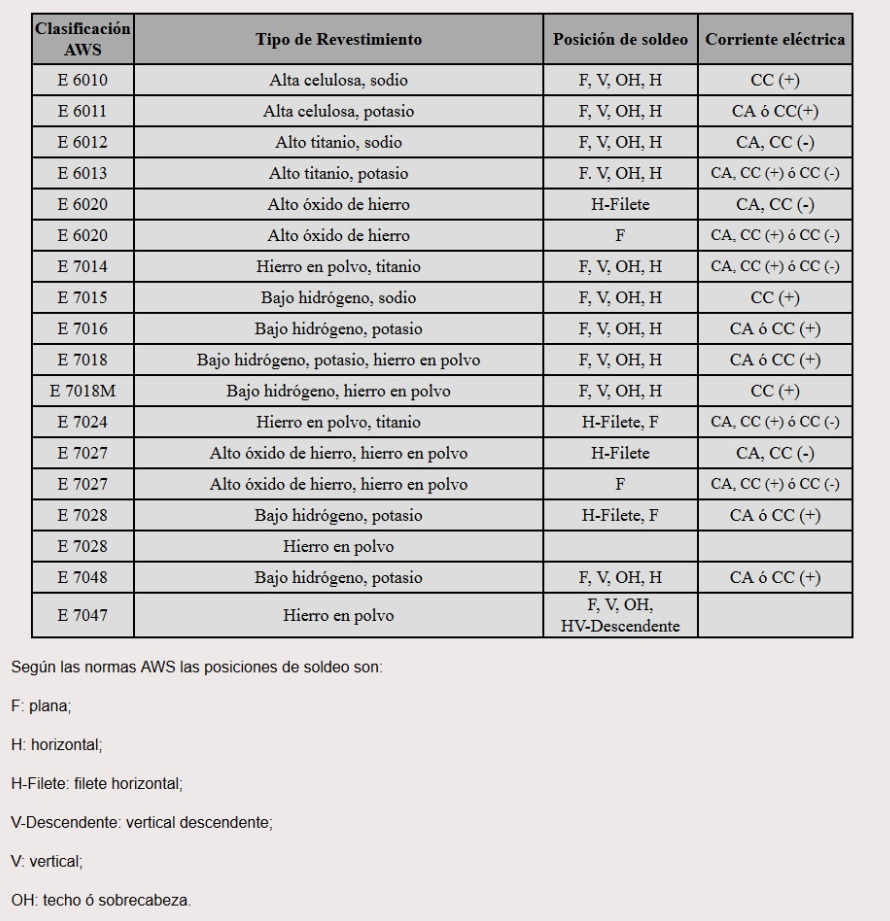 Clasificación AWS Tipo de Revestimiento Posición de soldeo Corriente eléctrica
E 6010 Alta celulosa, sodio F, V, OH, H CC (+)
E 6011 Alta celulosa, potasio F, V, OH, H CA ó CC(+)
E 6012 Alto titanio, sodio F, V, OH, H CA, CC (-)
E 6013 Alto titanio, potasio F. V, OH, H CA, CC (+) ó CC (-)
E 6020 Alto óxido de hierro H-Filete CA, CC (-)
E 6020 Alto óxido de hierro F CA, CC (+) ó CC (-)
E 7014 Hierro en polvo, titanio F, V, OH, H CA, CC (+) ó CC (-)
E 7015 Bajo hidrógeno, sodio F, V, OH, H CC (+)
E 7016 Bajo hidrógeno, potasio F, V, OH, H CA ó CC (+)
E 7018 Bajo hidrógeno, potasio, hierro en polvo F, V, OH, H CA ó CC (+)
E 7018M Bajo hidrógeno, hierro en polvo F, V, OH, H CC (+)
E 7024 Hierro en polvo, titanio H-Filete, F CA, CC (+) ó CC (-)
E 7027 Alto óxido de hierro, hierro en polvo H-Filete CA, CC (-)
E 7027 Alto óxido de hierro, hierro en polvo F CA, CC (+) ó CC (-)
E 7028 Bajo hidrógeno, potasio H-Filete, F CA ó CC (+)
E 7028 Hierro en polvo
E 7048 Bajo hidrógeno, potasio F, V, OH, H CA ó CC (+)
E 7047 Hierro en polvo F, V, OH,
HV-Descendente
Según las normas AWS las posiciones de soldeo son:
F: plana;
H: horizontal;
H-Filete: filete horizontal;
V-Descendente: vertical descendente;
V: vertical;
OH: techo ó sobrecabeza.